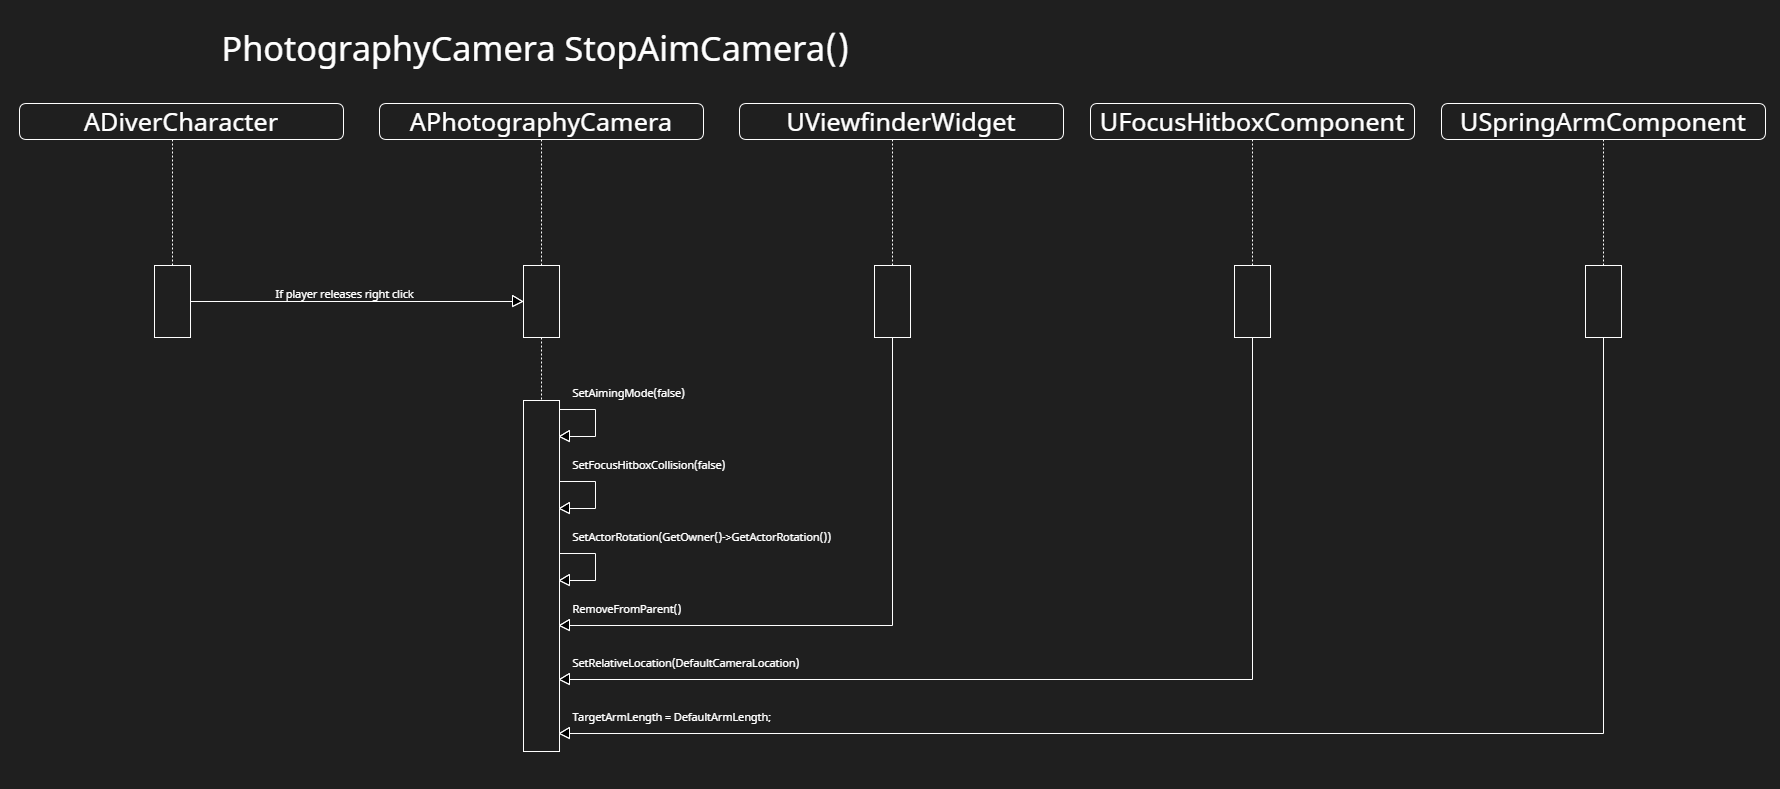 PhotographyCamera StopAimCamera()
ADiverCharacter
APhotographyCamera
UViewfinderWidget
UFocusHitboxComponent
USpringArmComponent
If player releases right click
SetAimingMode(false)
SetFocusHitboxCollision(false)
SetActorRotation(GetOwner()->GetActorRotation())
RemoveFromParent()
SetRelativeLocation(DefaultCameraLocation)
TargetArmLength = DefaultArmLength;